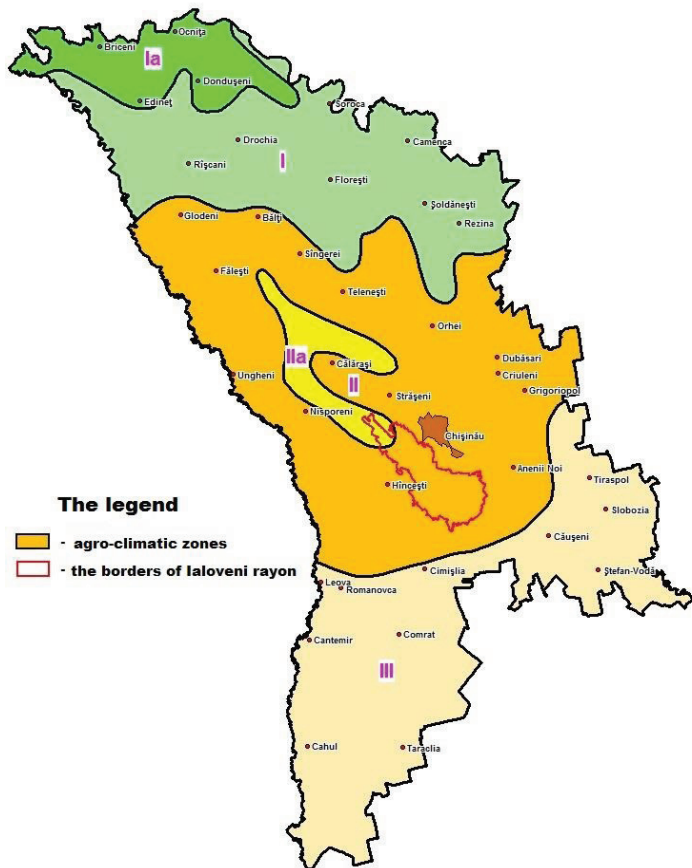 Ocnița
Briceni
Ia
Dondușeni
Edineț
Soroca
Drochia
Camenca
Rîșcani
I
Florești
Șoldănești
Rezina
Glodeni
Bălți
Sîngerei
Fălești
Telenești
Orhei
IIa
Călărași
Dubăsari
Criuleni
Ungheni
II
Grigoriopol
Strășeni
Nisporeni
Chișinău
Anenii Noi
Tiraspol
Hîncești
The legend
Slobozia
- agro-climatic zones
Căușeni
- the borders of Ialoveni rayon
Cimișlia
Ștefan-Vodă
Leova
Romanovca
Cantemir
Comrat
III
Cahul
Taraclia